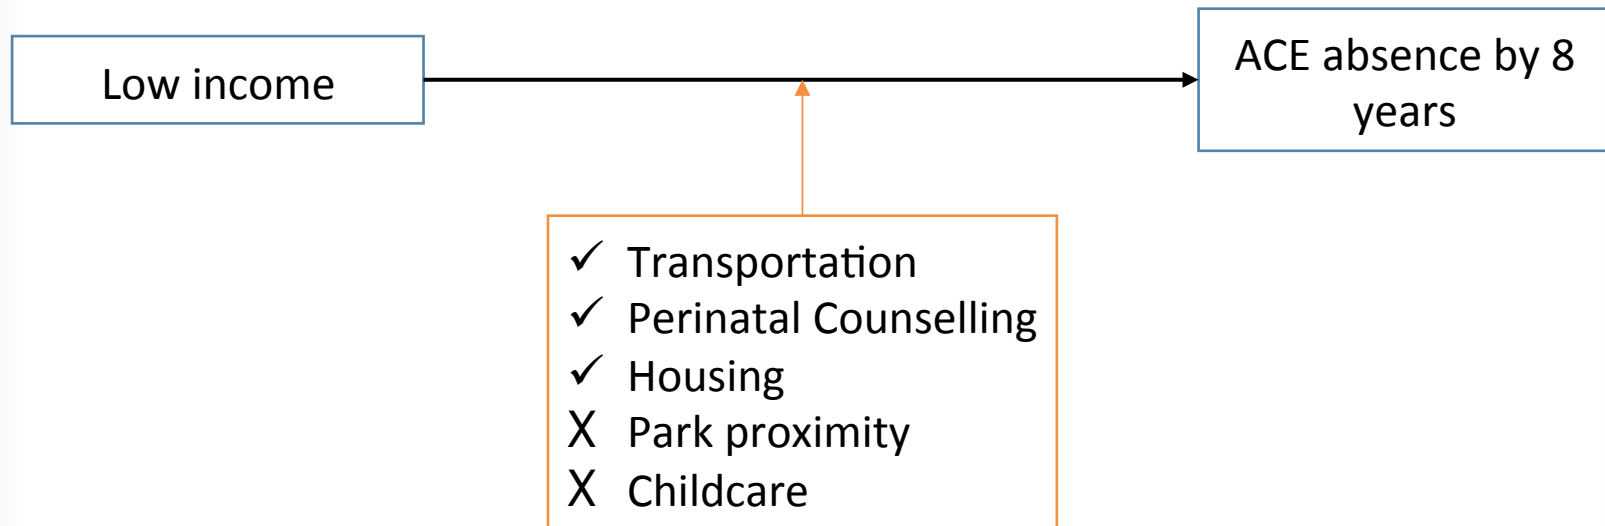 Low income
ACE absence by 8
years
✓ Transportation
✓ Perinatal Counselling
✓ Housing
X Park proximity
X Childcare